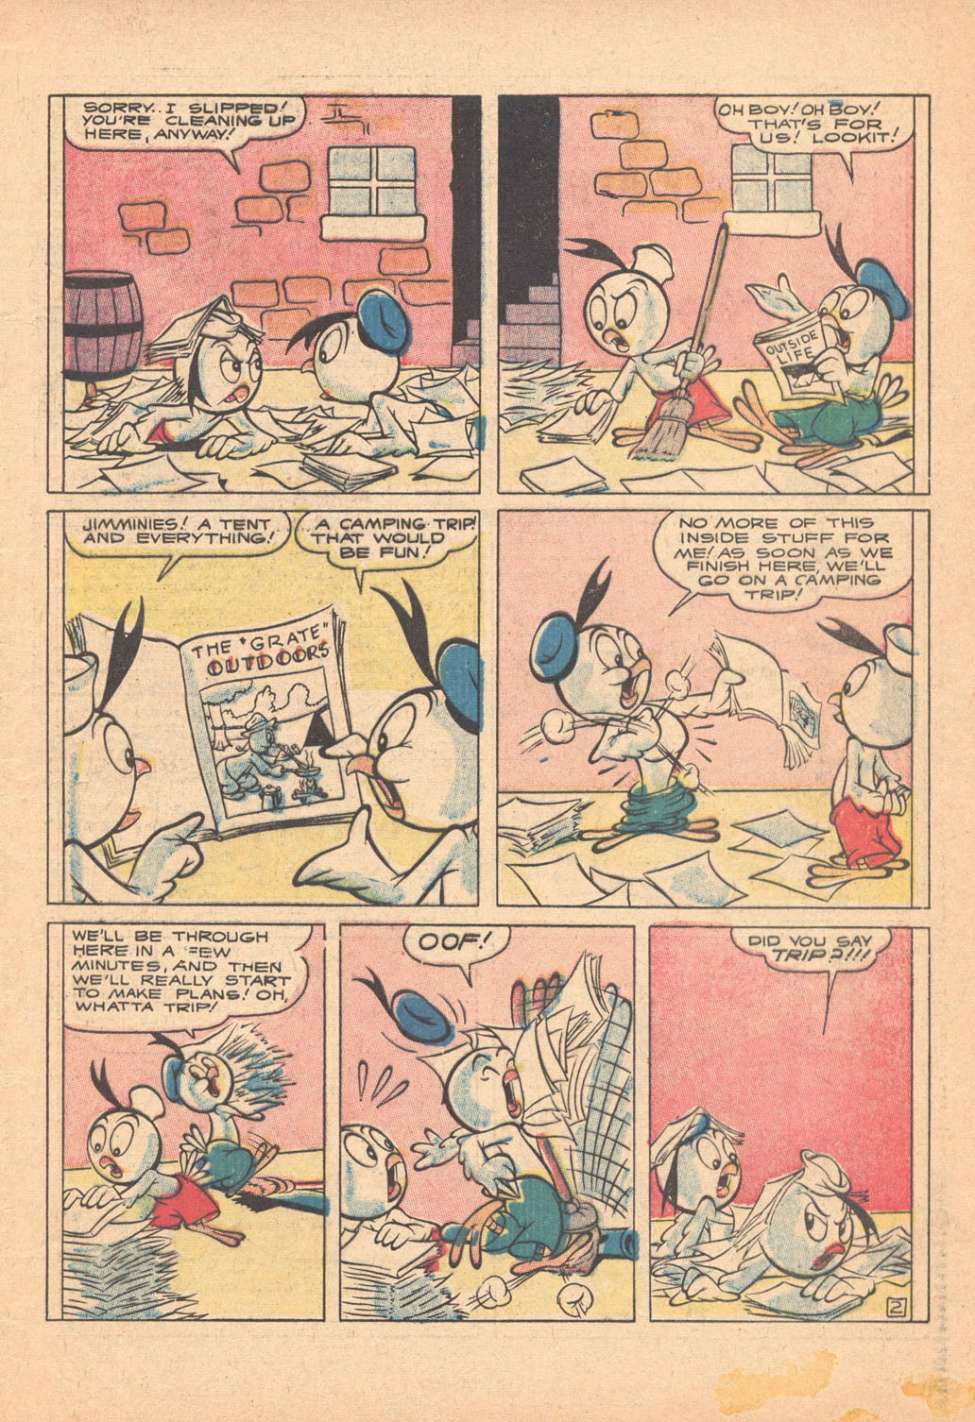 SORRY.. I SLIPPED!
YOU'RE CLEANING UP
HERE, ANYWAY!
OH BOY! OH BOY!
THAT'S FOR
US! LOOKIT!
OUTSIDE
LIFE
JIMMINIES! A TENT
AND EVERYTHING!
A CAMPING TRIP!
THAT WOULD
BE FUN!
THE "GRATE"
OUTDOORS
NO MORE OF THIS
INSIDE STUFF FOR
ME! AS SOON AS WE
FINISH HERE, WE'LL
GO ON A CAMPING
TRIP!
WE'LL BE THROUGH
HERE IN A FEW
MINUTES, AND THEN
WE'LL REALLY START
TO MAKE PLANS! OH,
WHATTA TRIP!
OOF!
DID YOU SAY
TRIP?!!!
2